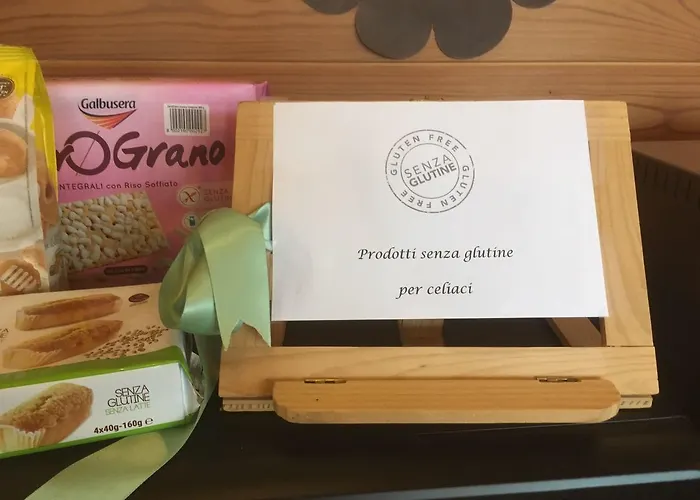 Galbusera
ØGrano
INTEGRALI con Riso Soffiato
SENZA
GLUTINE
GLUTEN FREE
SENZA
GLUTINE
GLUTEN FREE
Prodotti senza glutine
per celiaci
SENZA
GLUTINE
SENZA LATTE
4x40g-160g e